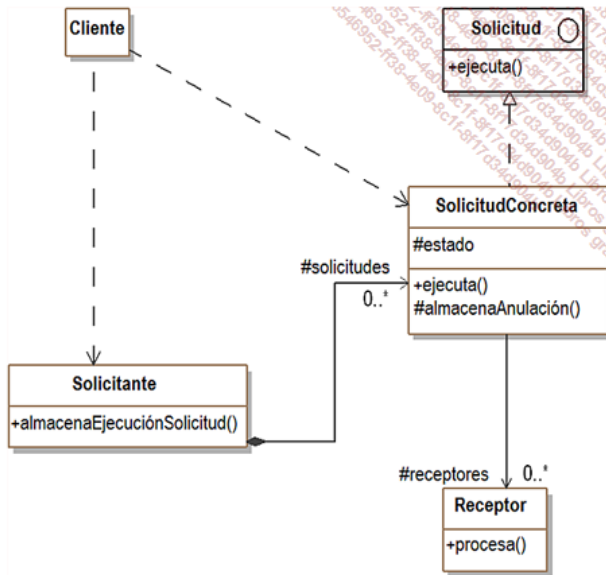 Cliente
Solicitud
+ejecuta()
SolicitudConcreta
#estado
+ejecuta()
#almacenaAnulación()
#solicitudes
0..*
Solicitante
+almacenaEjecuciónSolicitud()
#receptores
0..*
Receptor
+procesa()